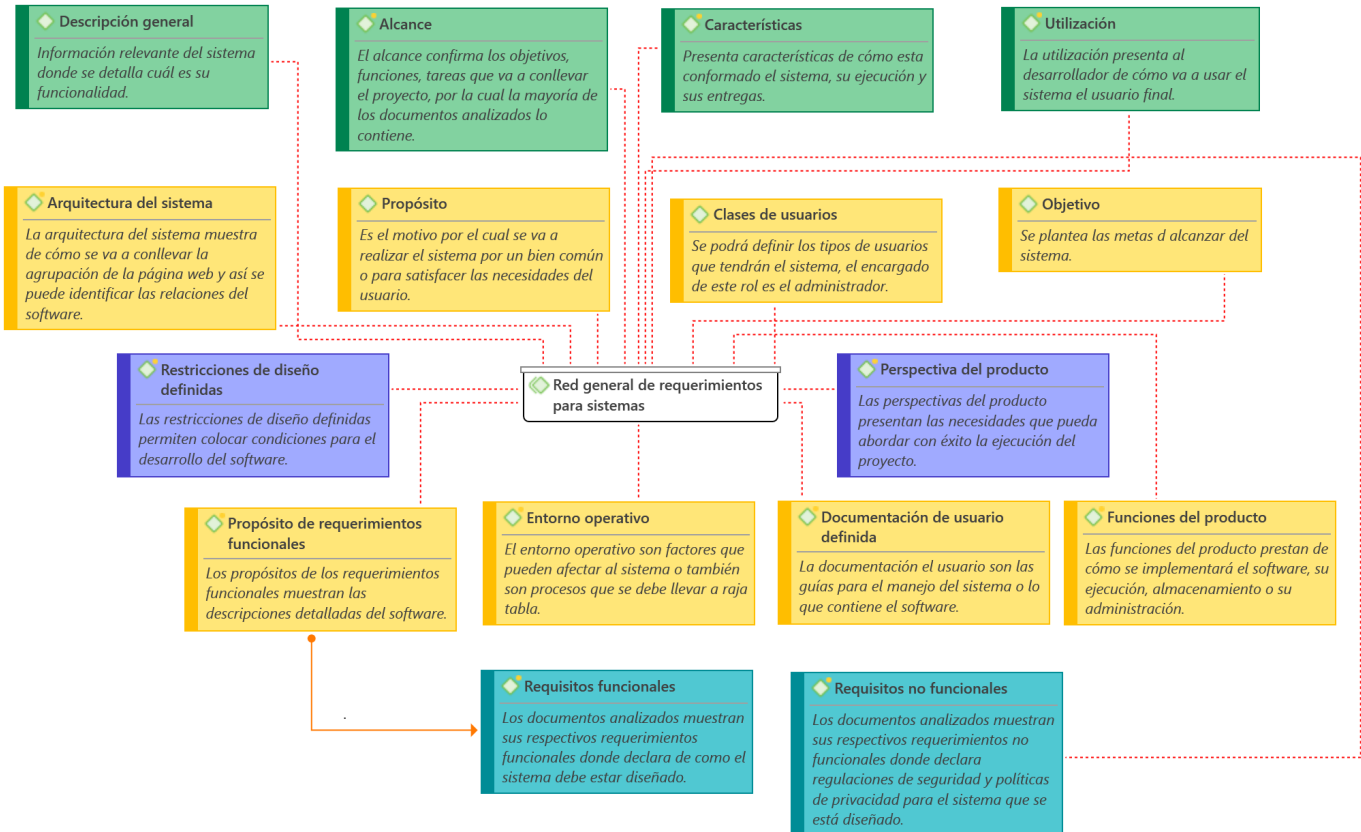 Descripción general
Información relevante del sistema
donde se detalla cuál es su
funcionalidad.
Alcance
El alcance confirma los objetivos,
funciones, tareas que va a conllevar
el proyecto, por la cual la mayoría de
los documentos analizados lo
contiene.
Características
Presenta características de cómo esta
conformado el sistema, su ejecución y
sus entregas.
Utilización
La utilización presenta al
desarrollador de cómo va a usar el
sistema el usuario final.
Arquitectura del sistema
La arquitectura del sistema muestra
de cómo se va a conllevar la
agrupación de la página web y así se
puede identificar las relaciones del
software.
Propósito
Es el motivo por el cual se va a
realizar el sistema por un bien común
o para satisfacer las necesidades del
usuario.
Clases de usuarios
Se podrá definir los tipos de usuarios
que tendrán el sistema, el encargado
de este rol es el administrador.
Objetivo
Se plantea las metas d alcanzar del
sistema.
Restricciones de diseño
definidas
Las restricciones de diseño definidas
permiten colocar condiciones para el
desarrollo del software.
Red general de requerimientos
para sistemas
Perspectiva del producto
Las perspectivas del producto
presentan las necesidades que pueda
abordar con éxito la ejecución del
proyecto.
Propósito de requerimientos
funcionales
Los propósitos de los requerimientos
funcionales muestran las
descripciones detalladas del software.
Entorno operativo
El entorno operativo son factores que
pueden afectar al sistema o también
son procesos que se debe llevar a raja
tabla.
Documentación de usuario
definida
La documentación el usuario son las
guías para el manejo del sistema o lo
que contiene el software.
Funciones del producto
Las funciones del producto prestan de
cómo se implementará el software, su
ejecución, almacenamiento o su
administración.
Requisitos funcionales
Los documentos analizados muestran
sus respectivos requerimientos
funcionales donde declara de como el
sistema debe estar diseñado.
Requisitos no funcionales
Los documentos analizados muestran
sus respectivos requerimientos no
funcionales donde declara
regulaciones de seguridad y políticas
de privacidad para el sistema que se
está diseñado.